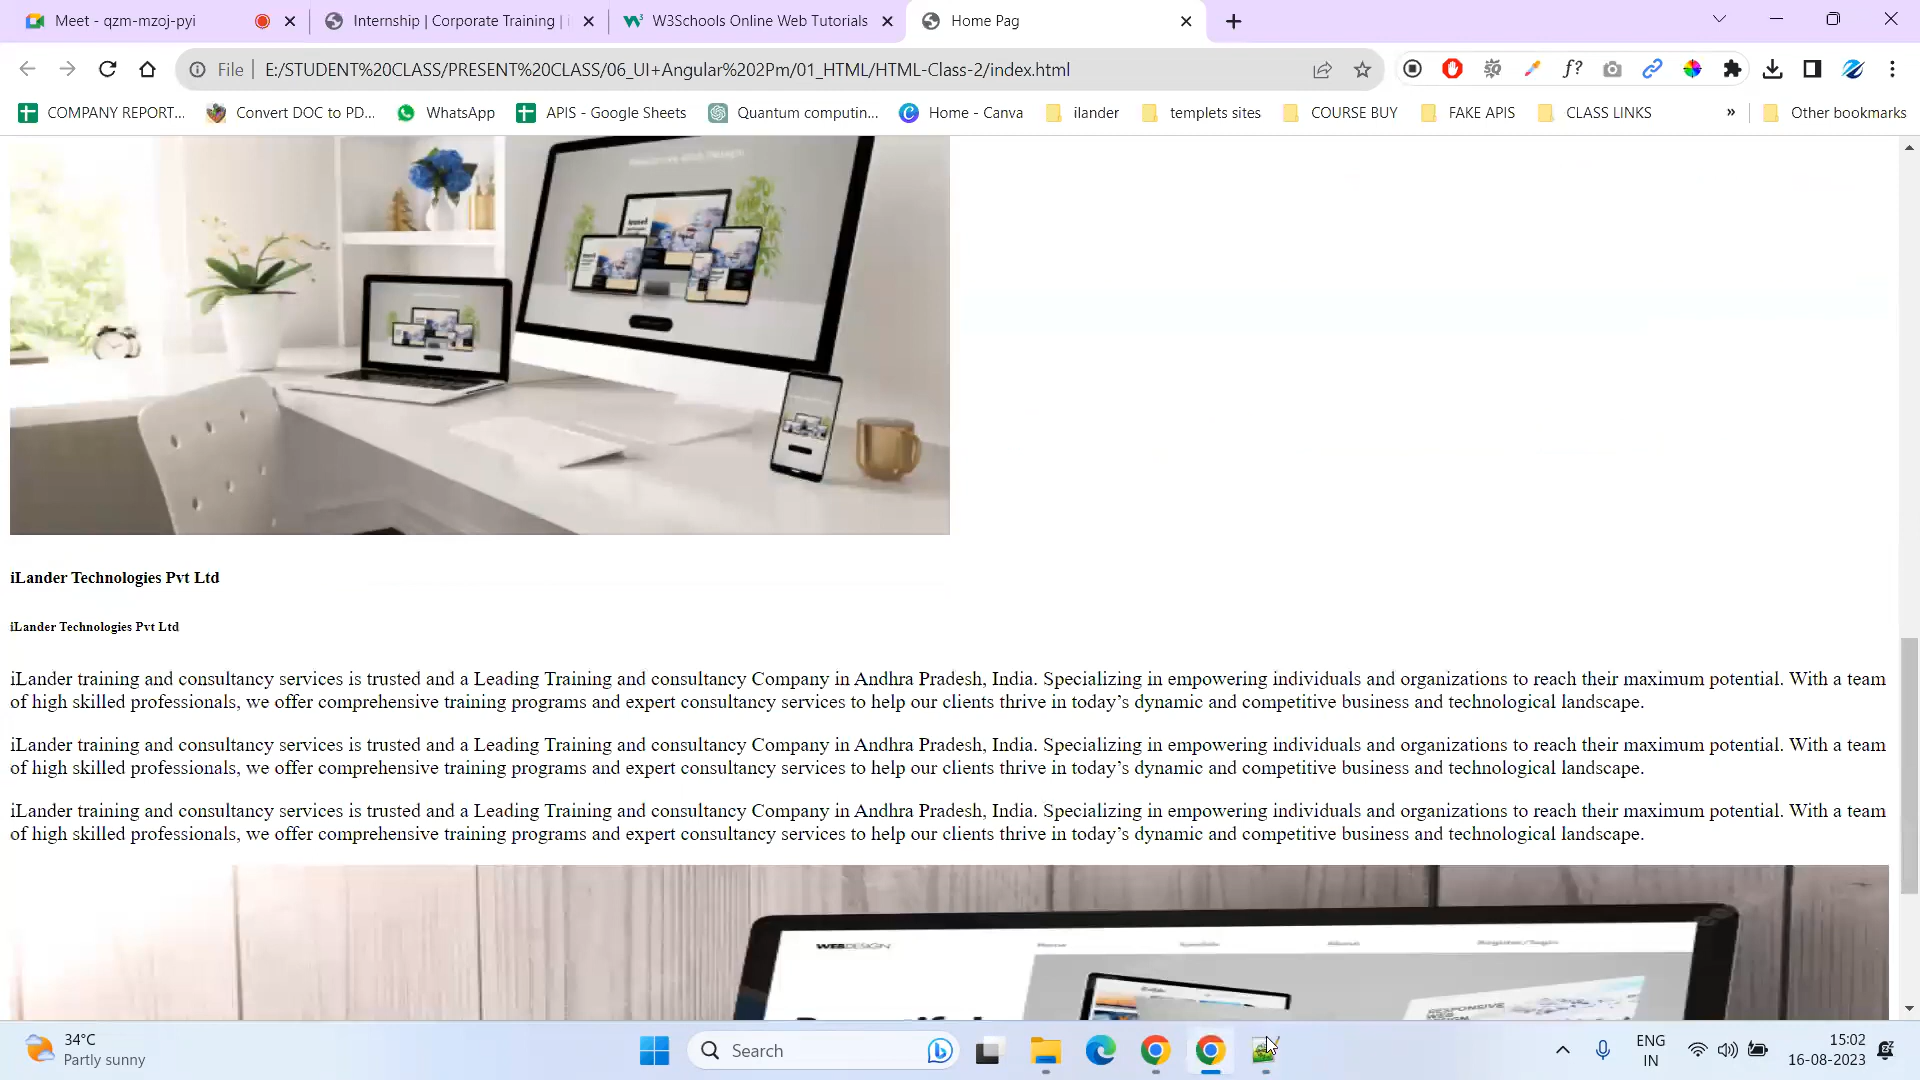 Meet - qzm-mzoj-pyi
Internship | Corporate Training | i
W3Schools Online Web Tutorials
Home Pag
File
E:/STUDENT%20CLASS/PRESENT%20CLASS/06_UI+Angular%202Pm/01_HTML/HTML-Class-2/index.html
f?
COMPANY REPORT...
Convert DOC to PD...
WhatsApp
APIS - Google Sheets
Quantum computin...
Home - Canva
ilander
templets sites
COURSE BUY
FAKE APIS
CLASS LINKS
»
Other bookmarks
iLander Technologies Pvt Ltd
iLander Technologies Pvt Ltd
iLander training and consultancy services is trusted and a Leading Training and consultancy Company in Andhra Pradesh, India. Specializing in empowering individuals and organizations to reach their maximum potential. With a team
of high skilled professionals, we offer comprehensive training programs and expert consultancy services to help our clients thrive in today’s dynamic and competitive business and technological landscape.
iLander training and consultancy services is trusted and a Leading Training and consultancy Company in Andhra Pradesh, India. Specializing in empowering individuals and organizations to reach their maximum potential. With a team
of high skilled professionals, we offer comprehensive training programs and expert consultancy services to help our clients thrive in today’s dynamic and competitive business and technological landscape.
iLander training and consultancy services is trusted and a Leading Training and consultancy Company in Andhra Pradesh, India. Specializing in empowering individuals and organizations to reach their maximum potential. With a team
of high skilled professionals, we offer comprehensive training programs and expert consultancy services to help our clients thrive in today’s dynamic and competitive business and technological landscape.
WEBDESIGN
Home
About
Register/Login
RESPONSIVE
WEB
34°C
Partly sunny
Search
ENG
IN
15:02
16-08-2023